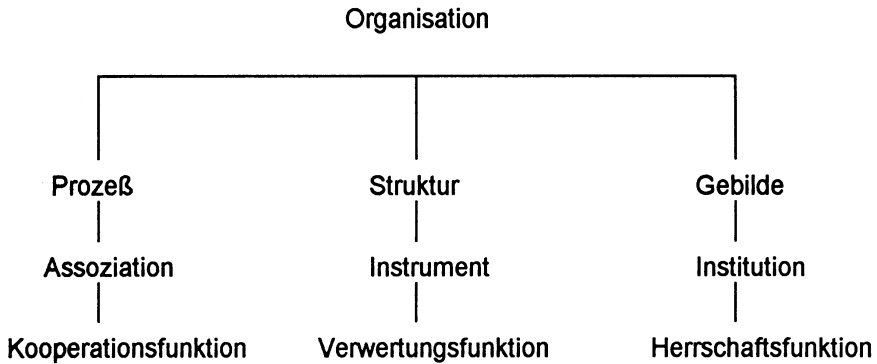 Organisation
Prozeß Struktur Gebilde
Assoziation Instrument Institution
Kooperationsfunktion Verwertungsfunktion Herrschaftsfunktion